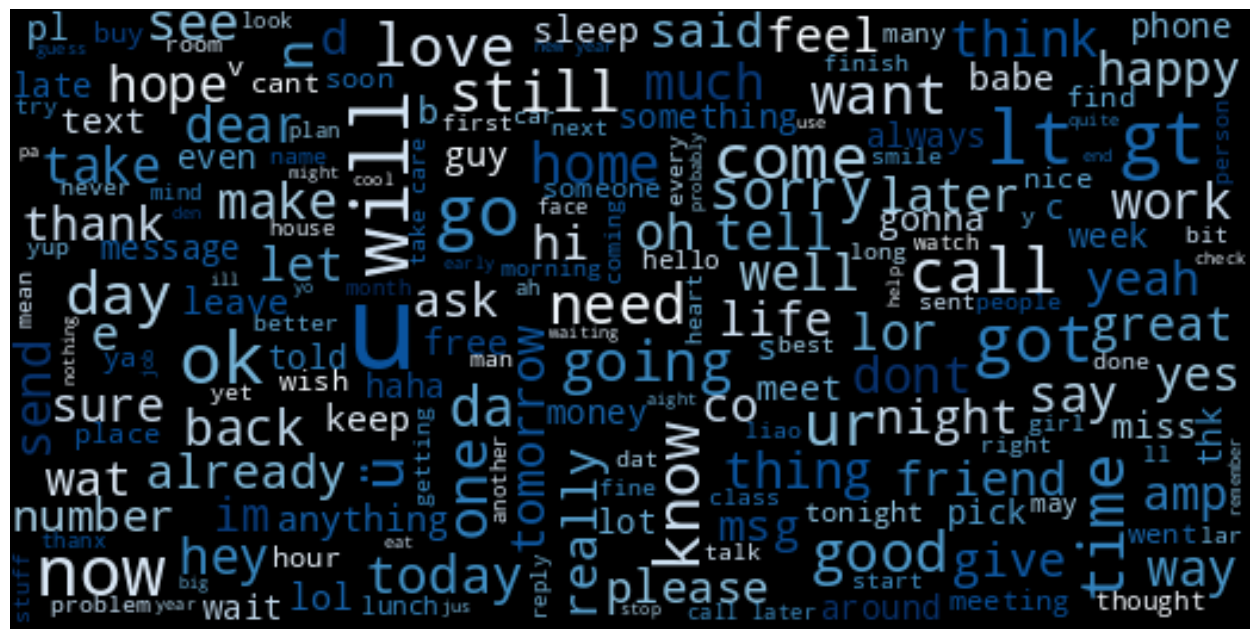 pl buy see look
guess room
n d love sleep said feel many think phone
new year
late hope v cant soon still much want babe happy
finish
try text dear plan b first car next something use always lt quite find gt person
pa take even name might will cool take care guy home every probably come smile end
never mind den make house go someone face sorry later nice work
thank message yup let hi coming oh tell gonna y c week bit
watch check
mean day leave ill yo month early morning hello ah well help long call sent people yeah
e better u ask need heart life lor got great
nothing ya job ok told free man waiting going s best dont done yes
send yet wish haha tomorrow meet
sure place back keep da one money aight co ur night say girl miss thk
liao right
wat already :u getting another really dat fine know thing class friend time ll amp remember
number im anything lot msg tonight pick may
thanx eat talk went lar
now hey hour today reply please good start give way
stuff problem big year wait lol lunch jus stop call later around meeting thought